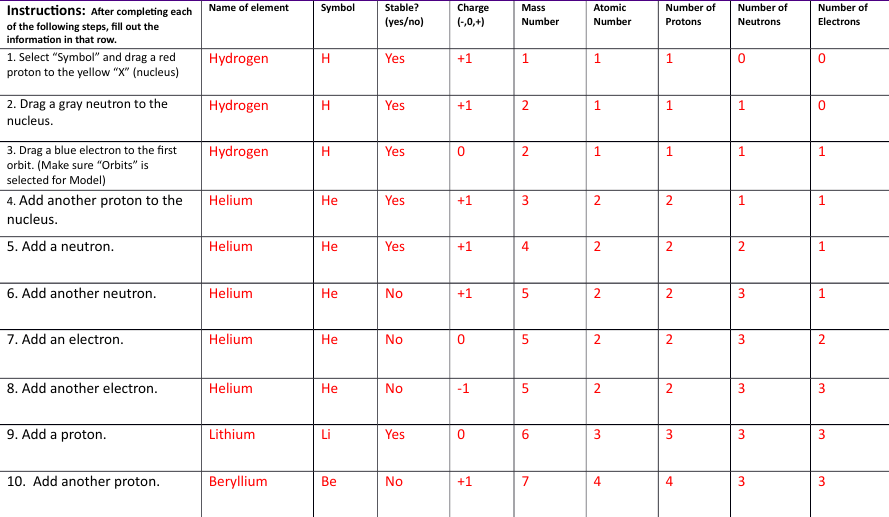 Instructions: After completing each of the following steps, fill out the information in that row. Name of element Symbol Stable? (yes/no) Charge (-,0,+) Mass Number Atomic Number Number of Protons Number of Neutrons Number of Electrons
1. Select “Symbol” and drag a red proton to the yellow “X” (nucleus) Hydrogen H Yes +1 1 1 1 0 0
2. Drag a gray neutron to the nucleus. Hydrogen H Yes +1 2 1 1 1 0
3. Drag a blue electron to the first orbit. (Make sure “Orbits” is selected for Model) Hydrogen H Yes 0 2 1 1 1 1
4. Add another proton to the nucleus. Helium He Yes +1 3 2 2 1 1
5. Add a neutron. Helium He Yes +1 4 2 2 2 1
6. Add another neutron. Helium He No +1 5 2 2 3 1
7. Add an electron. Helium He No 0 5 2 2 3 2
8. Add another electron. Helium He No -1 5 2 2 3 3
9. Add a proton. Lithium Li Yes 0 6 3 3 3 3
10. Add another proton. Beryllium Be No +1 7 4 4 3 3